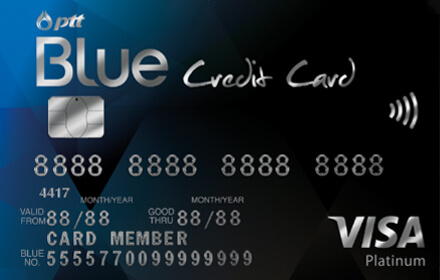 ptt
Blue Credit Card
8888 8888 8888 8888
4417
MONTH/YEAR MONTH/YEAR
VALID FROM 88/88 GOOD THRU 88/88
CARD MEMBER
BLUE NO. 5555770099999999
VISA
Platinum